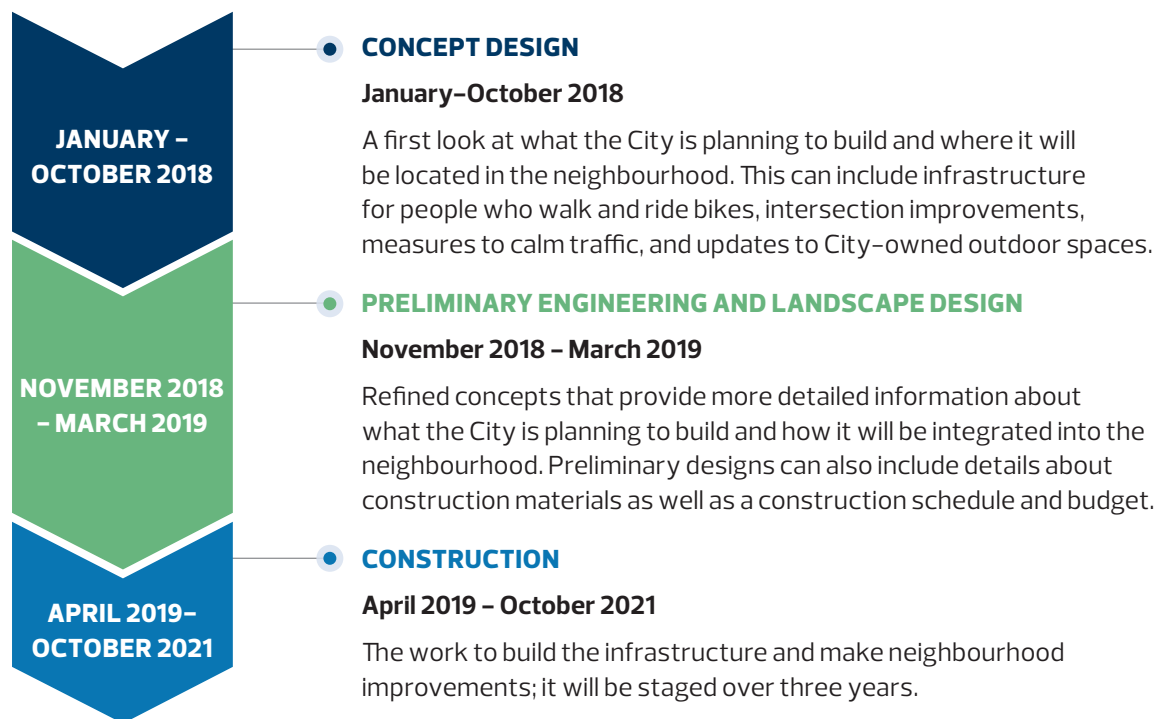 JANUARY –
OCTOBER 2018
CONCEPT DESIGN
January–October 2018
A first look at what the City is planning to build and where it will
be located in the neighbourhood. This can include infrastructure
for people who walk and ride bikes, intersection improvements,
measures to calm traffic, and updates to City-owned outdoor spaces.
NOVEMBER 2018
– MARCH 2019
PRELIMINARY ENGINEERING AND LANDSCAPE DESIGN
November 2018 – March 2019
Refined concepts that provide more detailed information about
what the City is planning to build and how it will be integrated into the
neighbourhood. Preliminary designs can also include details about
construction materials as well as a construction schedule and budget.
APRIL 2019–
OCTOBER 2021
CONSTRUCTION
April 2019 – October 2021
The work to build the infrastructure and make neighbourhood
improvements; it will be staged over three years.